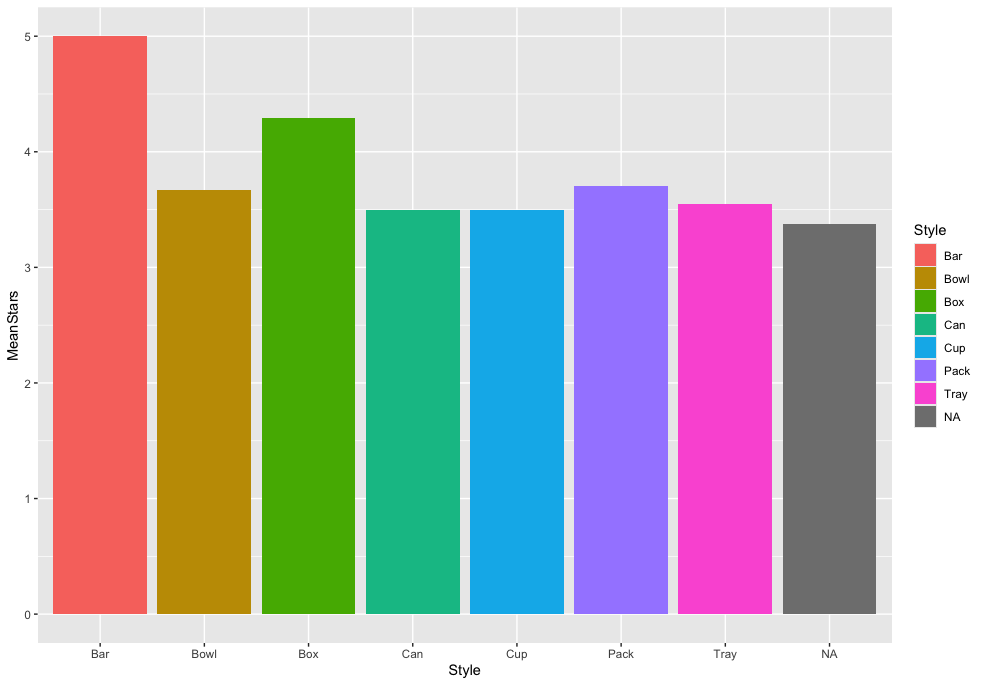 5
4
3
2
1
0
MeanStars
Bar Bowl Box Can Cup Pack Tray NA
Style
Style
Bar
Bowl
Box
Can
Cup
Pack
Tray
NA